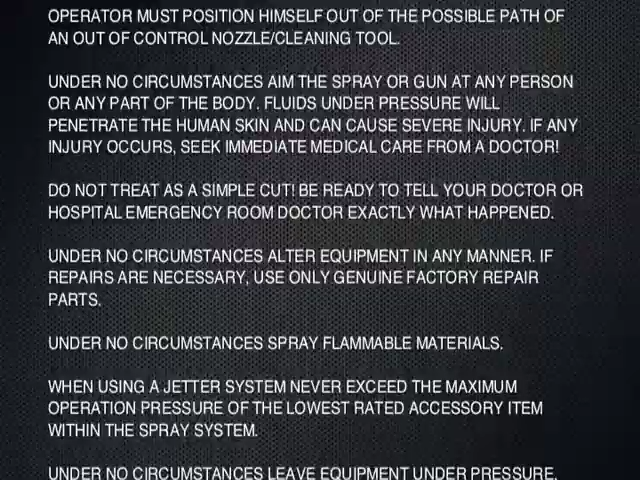 OPERATOR MUST POSITION HIMSELF OUT OF THE POSSIBLE PATH OF
AN OUT OF CONTROL NOZZLE/CLEANING TOOL.
UNDER NO CIRCUMSTANCES AIM THE SPRAY OR GUN AT ANY PERSON
OR ANY PART OF THE BODY. FLUIDS UNDER PRESSURE WILL
PENETRATE THE HUMAN SKIN AND CAN CAUSE SEVERE INJURY. IF ANY
INJURY OCCURS, SEEK IMMEDIATE MEDICAL CARE FROM A DOCTOR!
DO NOT TREAT AS A SIMPLE CUT! BE READY TO TELL YOUR DOCTOR OR
HOSPITAL EMERGENCY ROOM DOCTOR EXACTLY WHAT HAPPENED.
UNDER NO CIRCUMSTANCES ALTER EQUIPMENT IN ANY MANNER. IF
REPAIRS ARE NECESSARY, USE ONLY GENUINE FACTORY REPAIR
PARTS.
UNDER NO CIRCUMSTANCES SPRAY FLAMMABLE MATERIALS.
WHEN USING A JETTER SYSTEM NEVER EXCEED THE MAXIMUM
OPERATION PRESSURE OF THE LOWEST RATED ACCESSORY ITEM
WITHIN THE SPRAY SYSTEM.
UNDER NO CIRCUMSTANCES LEAVE EQUIPMENT UNDER PRESSURE,